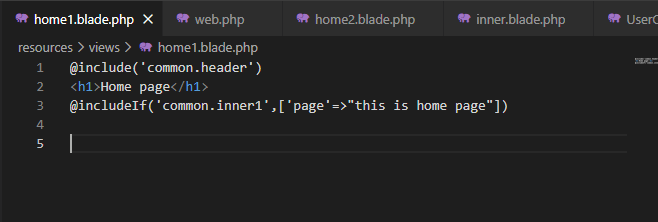 home1.blade.php × web.php home2.blade.php inner.blade.php UserC
resources > views > home1.blade.php
1 @include('common.header')
2 <h1>Home page</h1>
3 @includeIf('common.inner1',['page'=>"this is home page"])
4
5